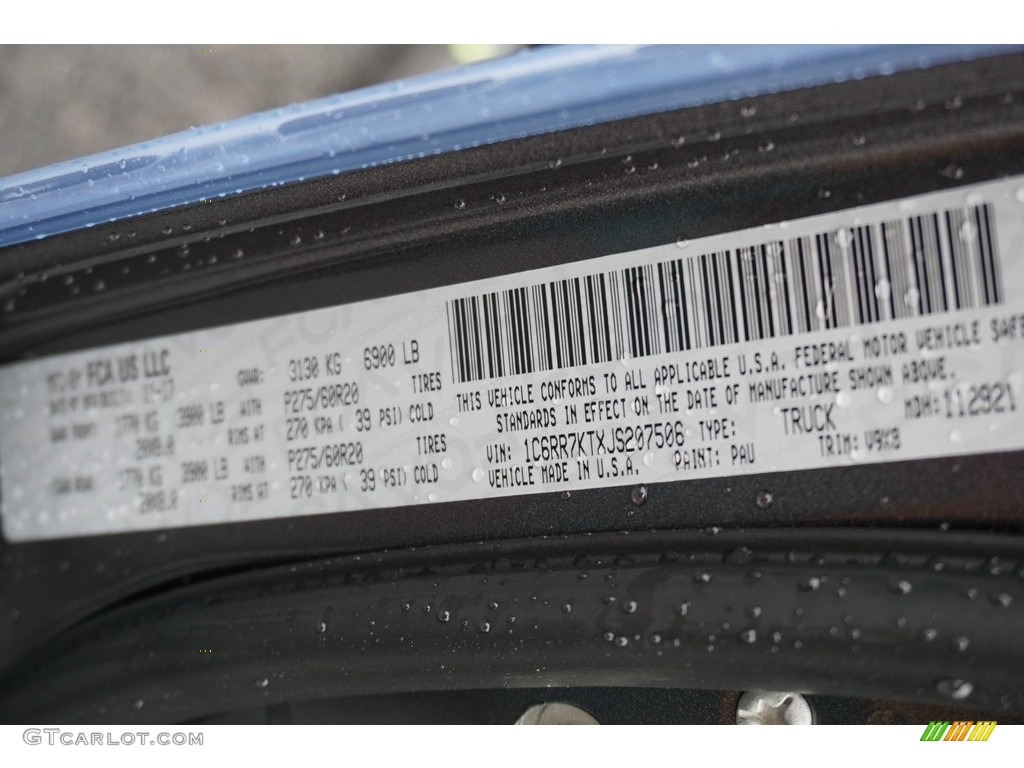 MFD BY FCA US LLC
GVWR: 3130 KG 6900 LB
WITH P275/60R20 TIRES
RIMS AT 270 KPA ( 39 PSI) COLD
3900 LB WITH P275/60R20 TIRES
RIMS AT 270 KPA ( 39 PSI) COLD
THIS VEHICLE CONFORMS TO ALL APPLICABLE U.S.A. FEDERAL MOTOR VEHICLE SAFE
STANDARDS IN EFFECT ON THE DATE OF MANUFACTURE SHOWN ABOVE.
VIN: 1C6RR7KTXJS207506 TYPE: TRUCK MDH: 112921
VEHICLE MADE IN U.S.A. PAINT: PAU TRIM: V9X8
GTCarlot.com